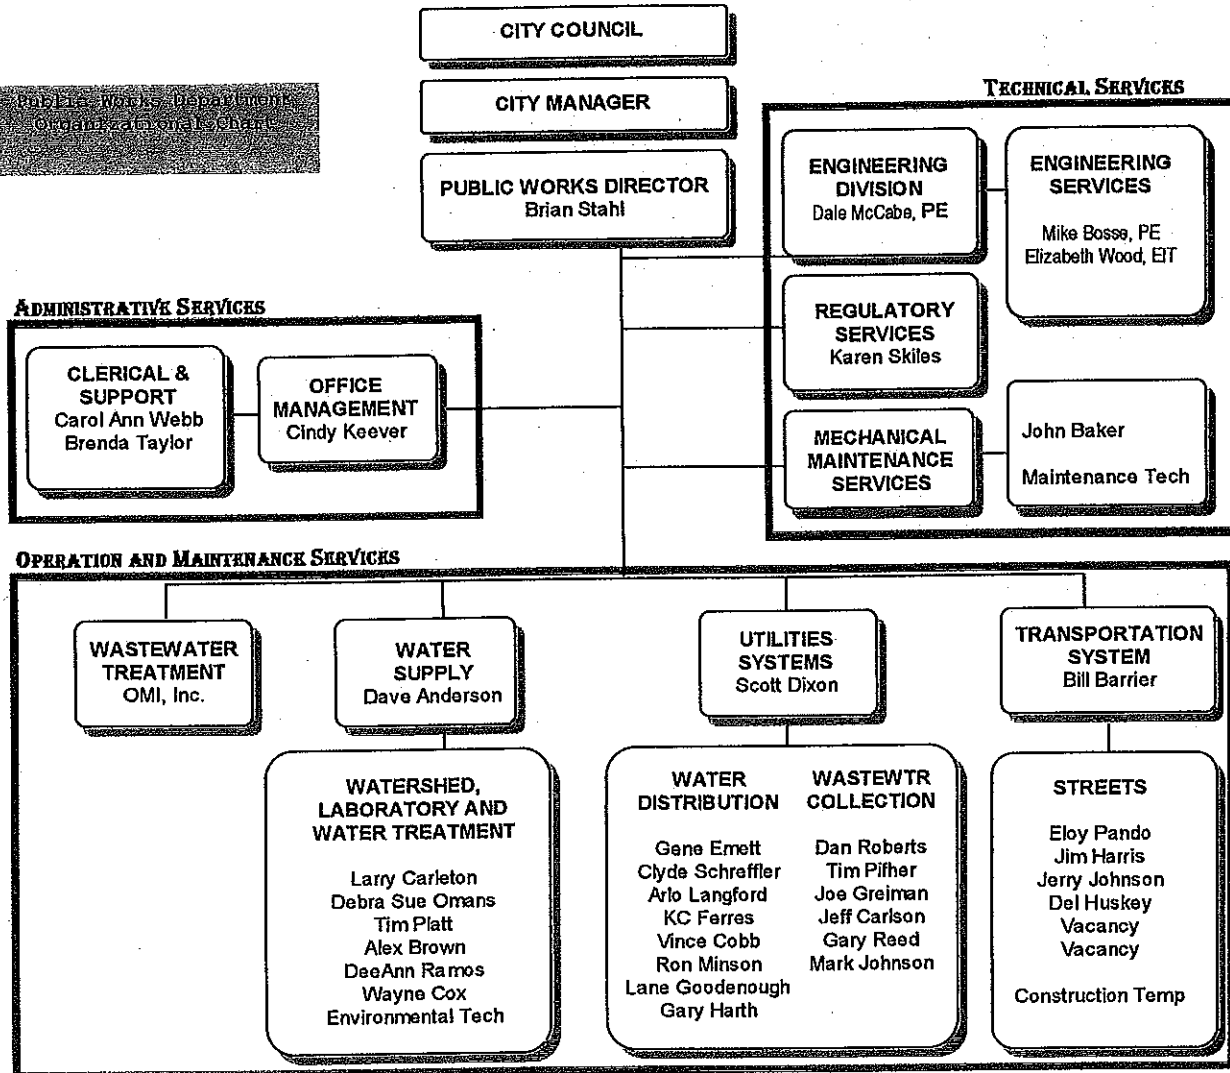 Public Works Department
Organizational Chart
CITY COUNCIL
CITY MANAGER
PUBLIC WORKS DIRECTOR
Brian Stahl
TECHNICAL SERVICES
ENGINEERING
DIVISION
Dale McCabe, PE
ENGINEERING
SERVICES
Mike Bosse, PE
Elizabeth Wood, EIT
REGULATORY
SERVICES
Karen Skiles
MECHANICAL
MAINTENANCE
SERVICES
John Baker
Maintenance Tech
ADMINISTRATIVE SERVICES
CLERICAL &
SUPPORT
Carol Ann Webb
Brenda Taylor
OFFICE
MANAGEMENT
Cindy Keever
OPERATION AND MAINTENANCE SERVICES
WASTEWATER
TREATMENT
OMI, Inc.
WATER
SUPPLY
Dave Anderson
UTILITIES
SYSTEMS
Scott Dixon
TRANSPORTATION
SYSTEM
Bill Barrier
WATERSHED,
LABORATORY AND
WATER TREATMENT
Larry Carleton
Debra Sue Omans
Tim Platt
Alex Brown
DeeAnn Ramos
Wayne Cox
Environmental Tech
WATER
DISTRIBUTION
Gene Emett
Clyde Schreffler
Arlo Langford
KC Ferres
Vince Cobb
Ron Minson
Lane Goodenough
Gary Harth
WASTEWTR
COLLECTION
Dan Roberts
Tim Pifher
Joe Greiman
Jeff Carlson
Gary Reed
Mark Johnson
STREETS
Eloy Pando
Jim Harris
Jerry Johnson
Del Huskey
Vacancy
Vacancy
Construction Temp